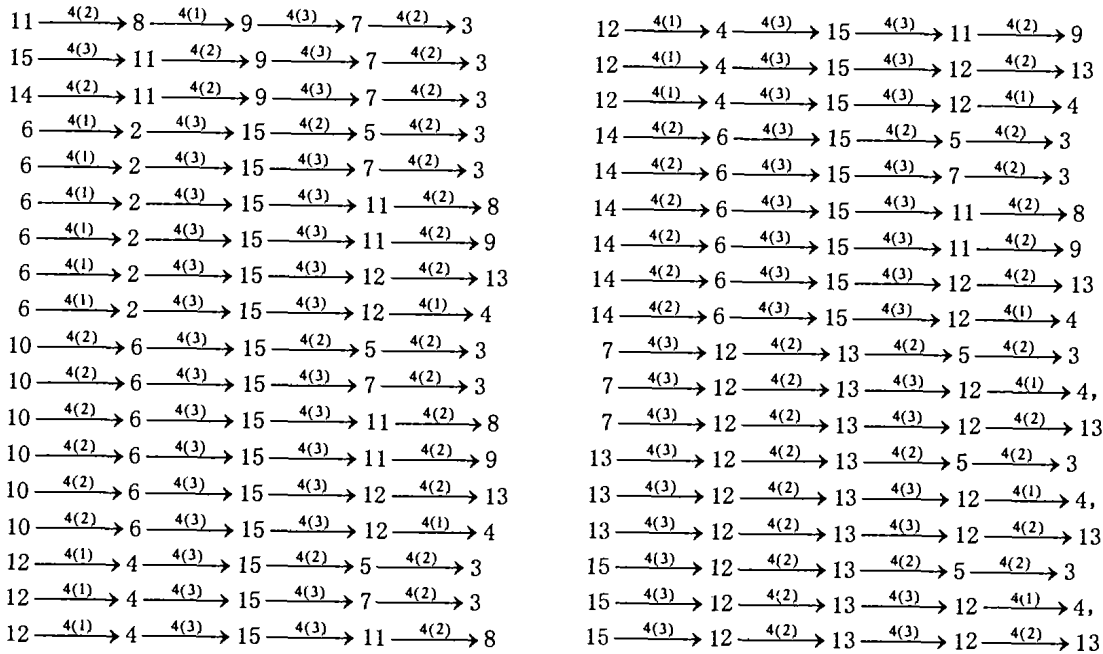 11 —4(2)→ 8 —4(1)→ 9 —4(3)→ 7 —4(2)→ 3
15 —4(3)→ 11 —4(2)→ 9 —4(3)→ 7 —4(2)→ 3
14 —4(2)→ 11 —4(2)→ 9 —4(3)→ 7 —4(2)→ 3
6 —4(1)→ 2 —4(3)→ 15 —4(2)→ 5 —4(2)→ 3
6 —4(1)→ 2 —4(3)→ 15 —4(3)→ 7 —4(2)→ 3
6 —4(1)→ 2 —4(3)→ 15 —4(3)→ 11 —4(2)→ 8
6 —4(1)→ 2 —4(3)→ 15 —4(3)→ 11 —4(2)→ 9
6 —4(1)→ 2 —4(3)→ 15 —4(3)→ 12 —4(2)→ 13
6 —4(1)→ 2 —4(3)→ 15 —4(3)→ 12 —4(1)→ 4
10 —4(2)→ 6 —4(3)→ 15 —4(2)→ 5 —4(2)→ 3
10 —4(2)→ 6 —4(3)→ 15 —4(3)→ 7 —4(2)→ 3
10 —4(2)→ 6 —4(3)→ 15 —4(3)→ 11 —4(2)→ 8
10 —4(2)→ 6 —4(3)→ 15 —4(3)→ 11 —4(2)→ 9
10 —4(2)→ 6 —4(3)→ 15 —4(3)→ 12 —4(2)→ 13
10 —4(2)→ 6 —4(3)→ 15 —4(3)→ 12 —4(1)→ 4
12 —4(1)→ 4 —4(3)→ 15 —4(2)→ 5 —4(2)→ 3
12 —4(1)→ 4 —4(3)→ 15 —4(3)→ 7 —4(2)→ 3
12 —4(1)→ 4 —4(3)→ 15 —4(3)→ 11 —4(2)→ 8
12 —4(1)→ 4 —4(3)→ 15 —4(3)→ 11 —4(2)→ 9
12 —4(1)→ 4 —4(3)→ 15 —4(3)→ 12 —4(2)→ 13
12 —4(1)→ 4 —4(3)→ 15 —4(3)→ 12 —4(1)→ 4
14 —4(2)→ 6 —4(3)→ 15 —4(2)→ 5 —4(2)→ 3
14 —4(2)→ 6 —4(3)→ 15 —4(3)→ 7 —4(2)→ 3
14 —4(2)→ 6 —4(3)→ 15 —4(3)→ 11 —4(2)→ 8
14 —4(2)→ 6 —4(3)→ 15 —4(3)→ 11 —4(2)→ 9
14 —4(2)→ 6 —4(3)→ 15 —4(3)→ 12 —4(2)→ 13
14 —4(2)→ 6 —4(3)→ 15 —4(3)→ 12 —4(1)→ 4
7 —4(3)→ 12 —4(2)→ 13 —4(2)→ 5 —4(2)→ 3
7 —4(3)→ 12 —4(2)→ 13 —4(3)→ 12 —4(1)→ 4,
7 —4(3)→ 12 —4(2)→ 13 —4(3)→ 12 —4(2)→ 13
13 —4(3)→ 12 —4(2)→ 13 —4(2)→ 5 —4(2)→ 3
13 —4(3)→ 12 —4(2)→ 13 —4(3)→ 12 —4(1)→ 4,
13 —4(3)→ 12 —4(2)→ 13 —4(3)→ 12 —4(2)→ 13
15 —4(3)→ 12 —4(2)→ 13 —4(2)→ 5 —4(2)→ 3
15 —4(3)→ 12 —4(2)→ 13 —4(3)→ 12 —4(1)→ 4,
15 —4(3)→ 12 —4(2)→ 13 —4(3)→ 12 —4(2)→ 13